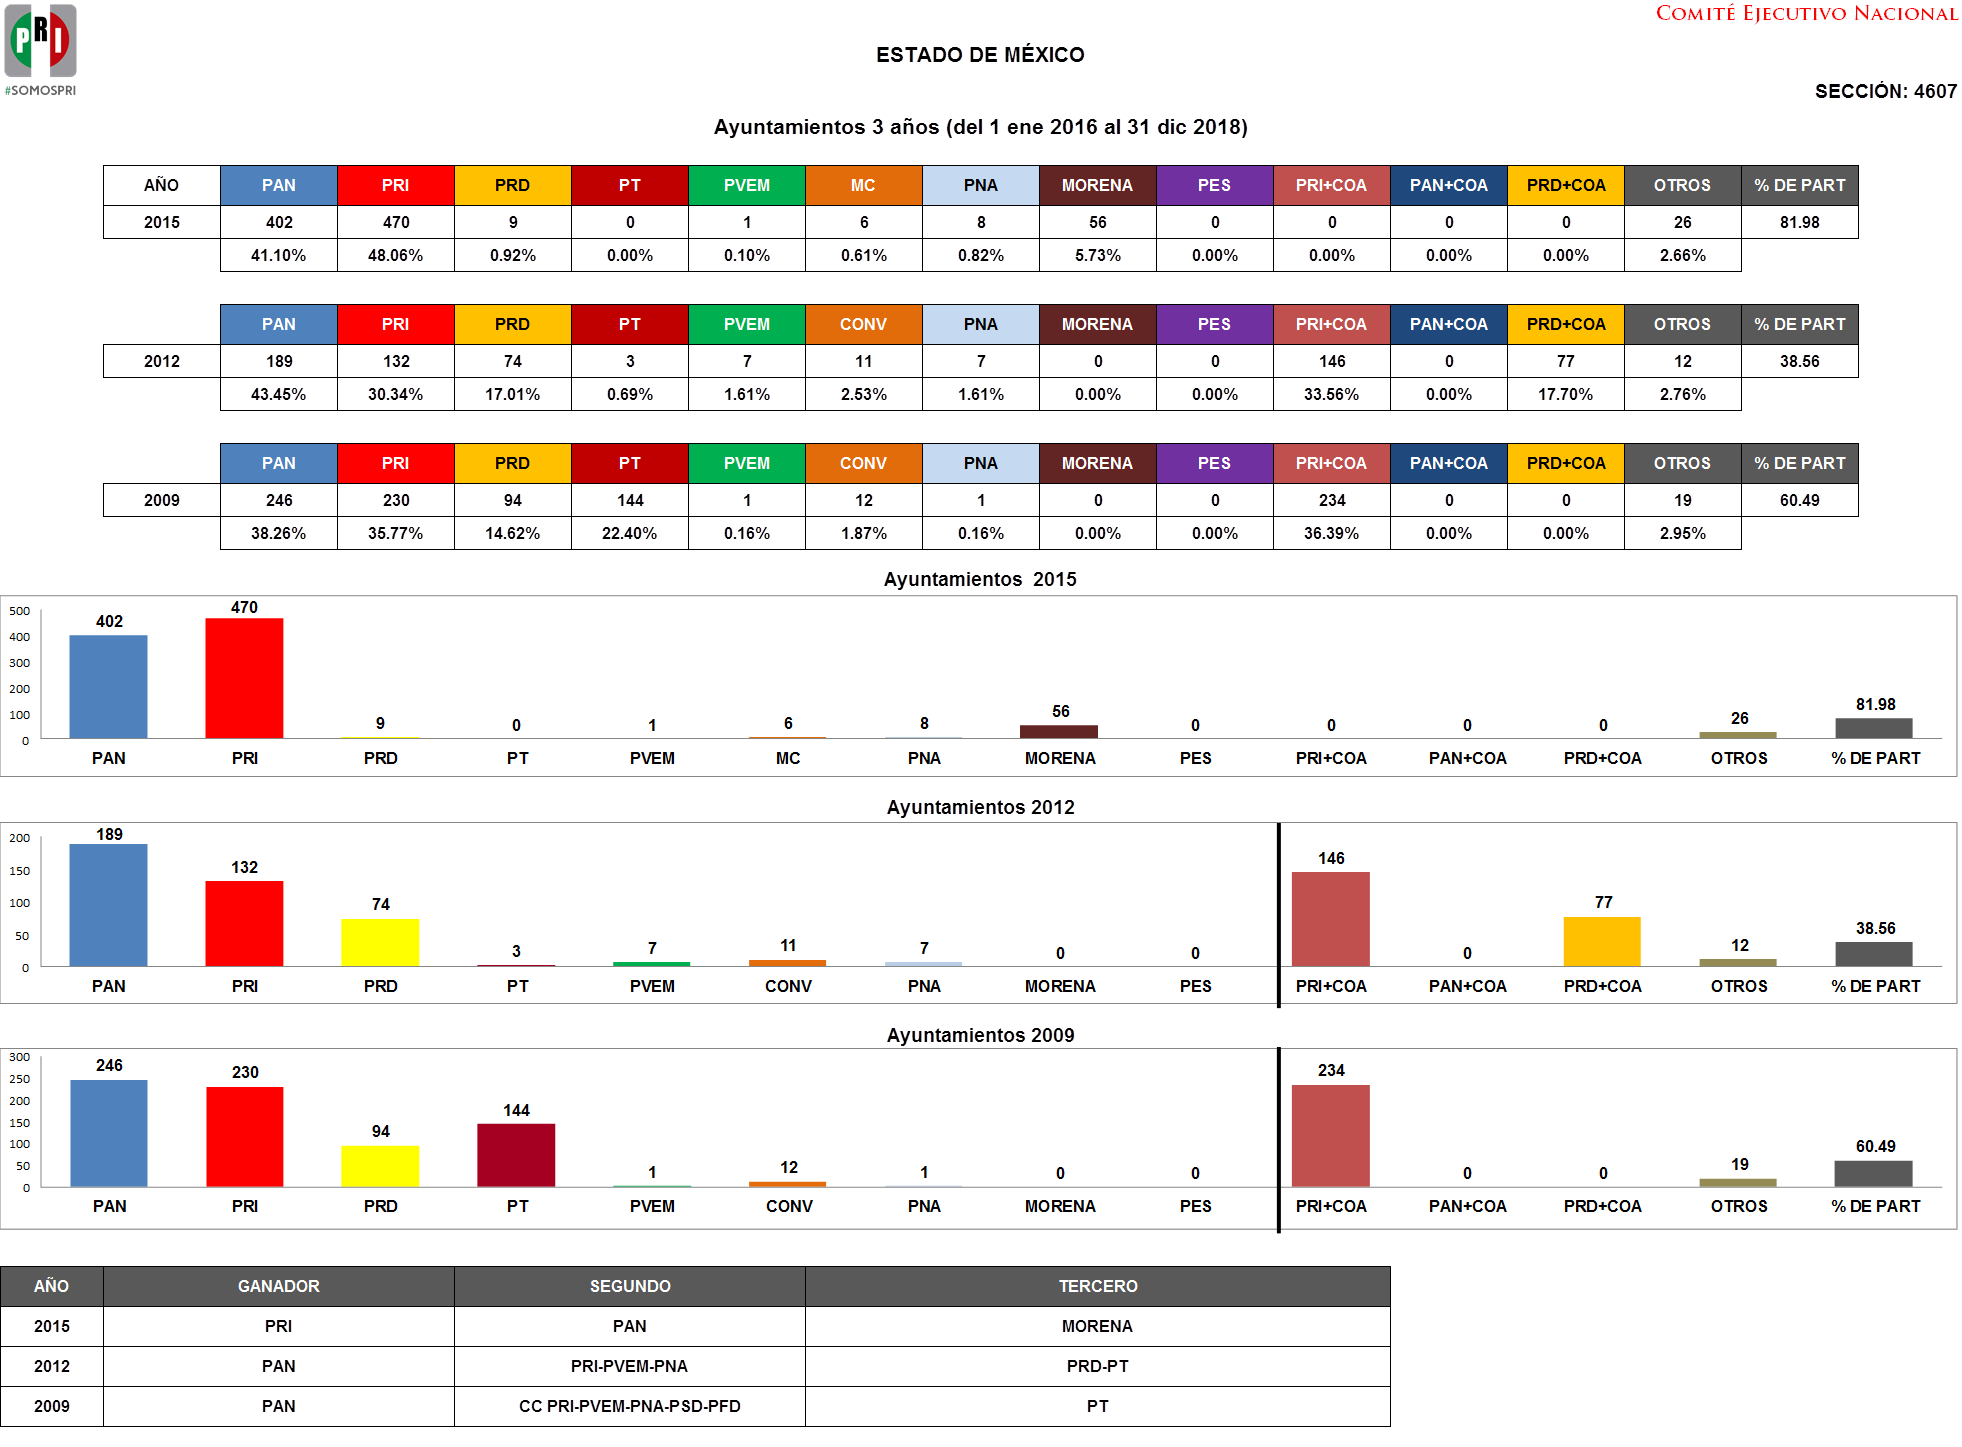 COMITÉ EJECUTIVO NACIONAL
PRI
#SOMOSPRI
ESTADO DE MÉXICO
SECCIÓN: 4607
Ayuntamientos 3 años (del 1 ene 2016 al 31 dic 2018)
AÑO PAN PRI PRD PT PVEM MC PNA MORENA PES PRI+COA PAN+COA PRD+COA OTROS % DE PART
2015 402 470 9 0 1 6 8 56 0 0 0 0 26 81.98
41.10% 48.06% 0.92% 0.00% 0.10% 0.61% 0.82% 5.73% 0.00% 0.00% 0.00% 0.00% 2.66%
PAN PRI PRD PT PVEM CONV PNA MORENA PES PRI+COA PAN+COA PRD+COA OTROS % DE PART
2012 189 132 74 3 7 11 7 0 0 146 0 77 12 38.56
43.45% 30.34% 17.01% 0.69% 1.61% 2.53% 1.61% 0.00% 0.00% 33.56% 0.00% 17.70% 2.76%
PAN PRI PRD PT PVEM CONV PNA MORENA PES PRI+COA PAN+COA PRD+COA OTROS % DE PART
2009 246 230 94 144 1 12 1 0 0 234 0 0 19 60.49
38.26% 35.77% 14.62% 22.40% 0.16% 1.87% 0.16% 0.00% 0.00% 36.39% 0.00% 0.00% 2.95%
Ayuntamientos 2015
500
400
300
200
100
0
402 470 9 0 1 6 8 56 0 0 0 0 26 81.98
PAN PRI PRD PT PVEM MC PNA MORENA PES PRI+COA PAN+COA PRD+COA OTROS % DE PART
Ayuntamientos 2012
200
150
100
50
0
189 132 74 3 7 11 7 0 0 146 0 77 12 38.56
PAN PRI PRD PT PVEM CONV PNA MORENA PES PRI+COA PAN+COA PRD+COA OTROS % DE PART
Ayuntamientos 2009
300
250
200
150
100
50
0
246 230 94 144 1 12 1 0 0 234 0 0 19 60.49
PAN PRI PRD PT PVEM CONV PNA MORENA PES PRI+COA PAN+COA PRD+COA OTROS % DE PART
AÑO GANADOR SEGUNDO TERCERO
2015 PRI PAN MORENA
2012 PAN PRI-PVEM-PNA PRD-PT
2009 PAN CC PRI-PVEM-PNA-PSD-PFD PT